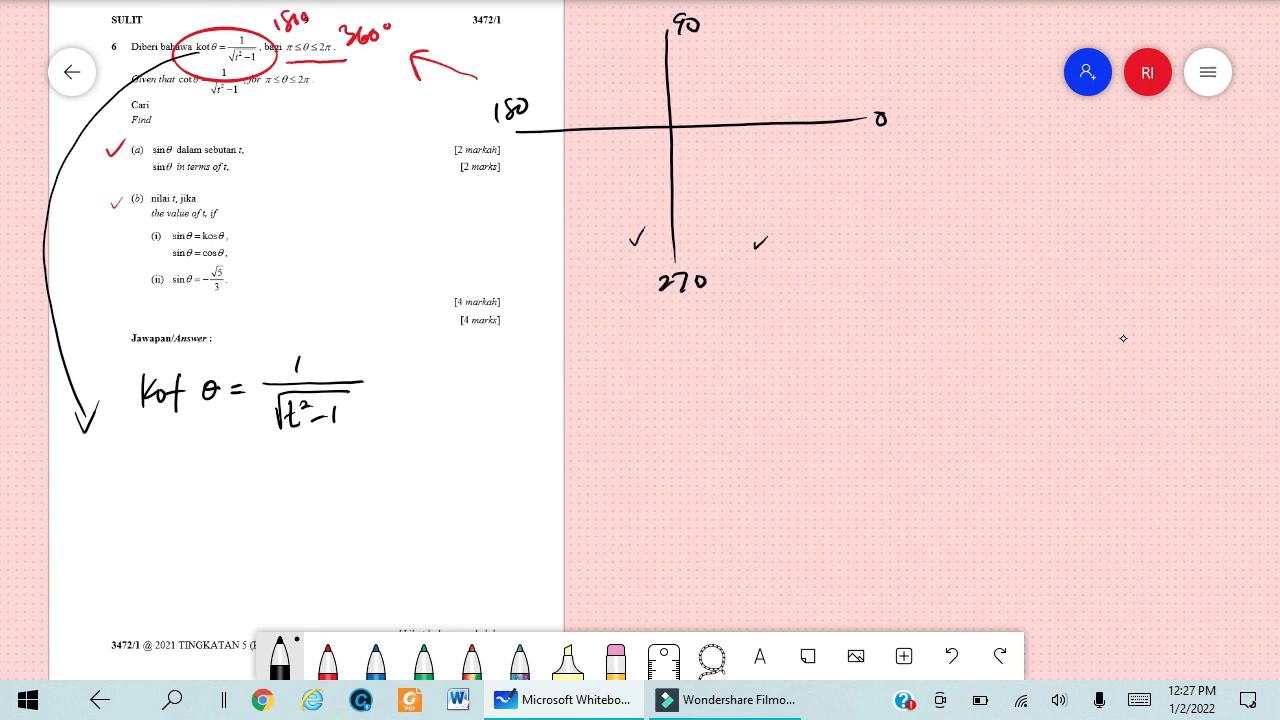 SULIT 9 3472/1
180 360°
6 Diberi bahawa kot θ = 1/√(t² − 1), bagi π ≤ θ ≤ 2π.
Given that cot θ = 1/√(t² − 1), for π ≤ θ ≤ 2π.
Cari
Find
(a) sin θ dalam sebutan t, [2 markah]
sin θ in terms of t, [2 marks]
(b) nilai t, jika
the value of t, if
(i) sin θ = kos θ,
sin θ = cos θ,
(ii) sin θ = −√5/3.
[4 markah]
[4 marks]
Jawapan/Answer :
Kot θ = 1/√(t² − 1)
90
180 0
270
RI
3472/1 @ 2021 TINGKATAN 5
Microsoft Whitebo...
Wondershare Filmo...
12:27 PM
1/2/2022